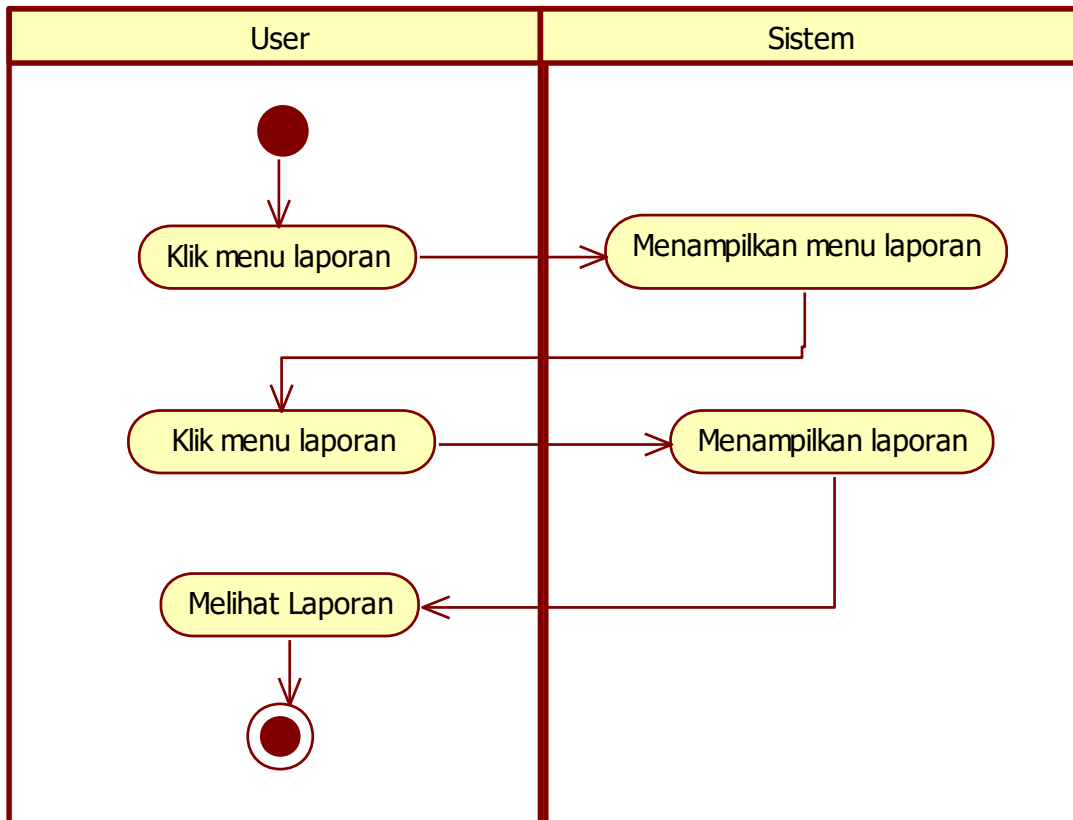 User
Sistem
Klik menu laporan
Menampilkan menu laporan
Klik menu laporan
Menampilkan laporan
Melihat Laporan